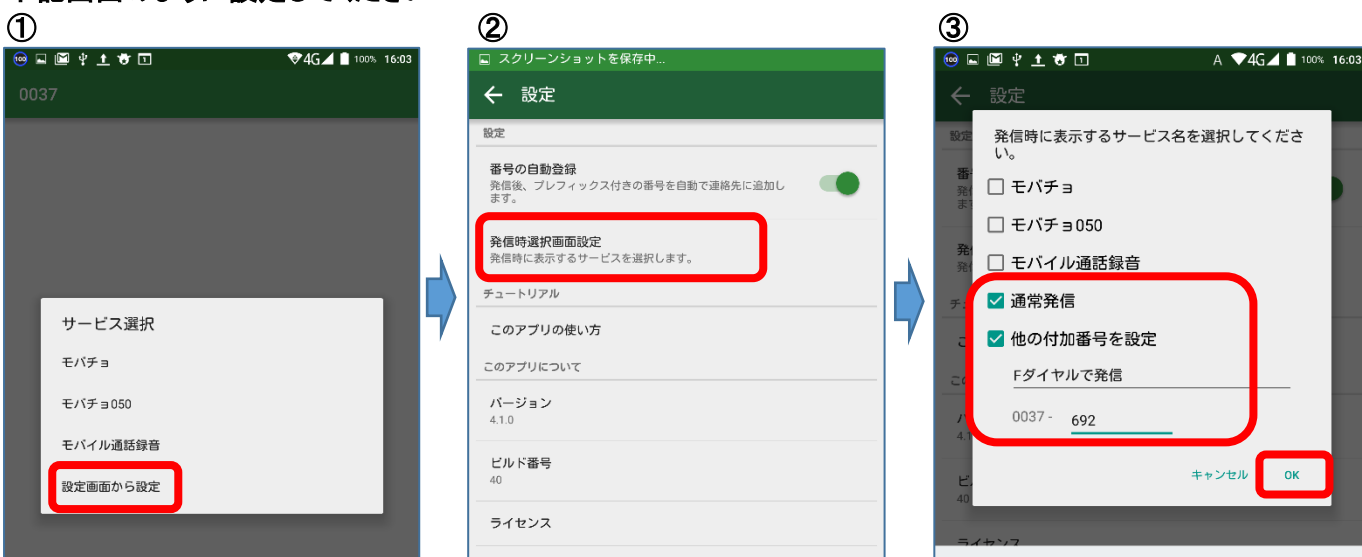 ①
100% 16:03
4G
0037
サービス選択
モバチョ
モバチョ050
モバイル通話録音
設定画面から設定
②
スクリーンショットを保存中...
← 設定
設定
番号の自動登録
発信後、プレフィックス付きの番号を自動で連絡先に追加し
ます。
発信時選択画面設定
発信時に表示するサービスを選択します。
チュートリアル
このアプリの使い方
このアプリについて
バージョン
4.1.0
ビルド番号
40
ライセンス
③
A 4G 100% 16:03
← 設定
発信時に表示するサービス名を選択してくださ
い。
モバチョ
モバチョ050
モバイル通話録音
通常発信
他の付加番号を設定
Fダイヤルで発信
0037 - 692
キャンセル OK
ライセンス